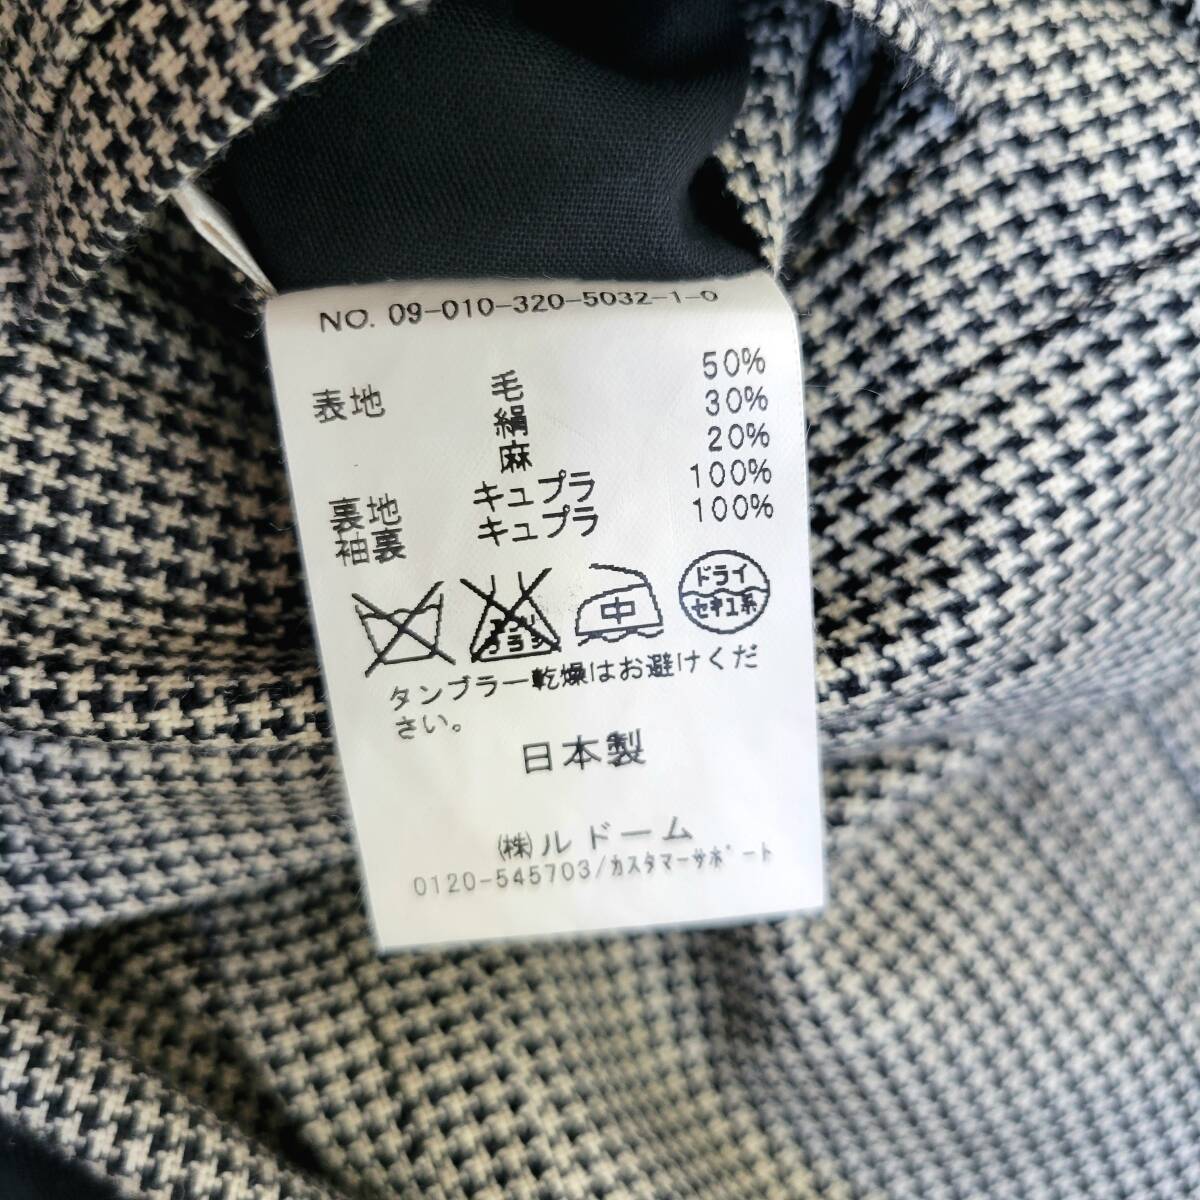 NO. 09-010-320-5032-1-0
表地 毛 50%
絹 30%
麻 20%
裏地 キュプラ 100%
袖裏 キュプラ 100%
中
ドライ
セキユ系
タンブラー乾燥はお避けくだ
さい。
日本製
(株)ルドーム
0120-545703/カスタマーサポート